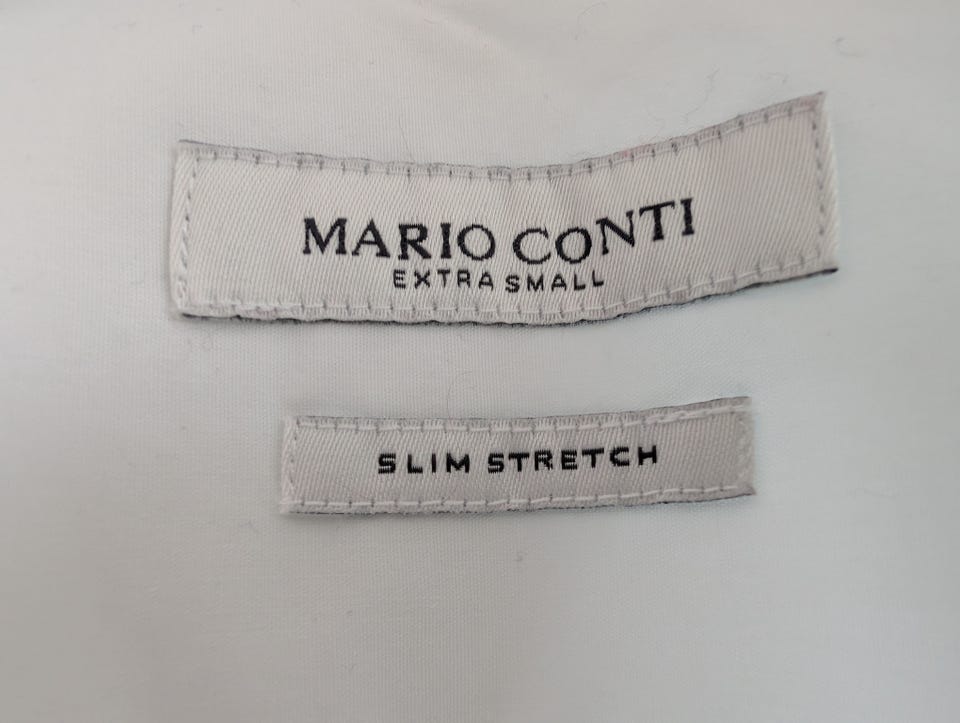 MARIO CONTI
EXTRA SMALL
SLIM STRETCH